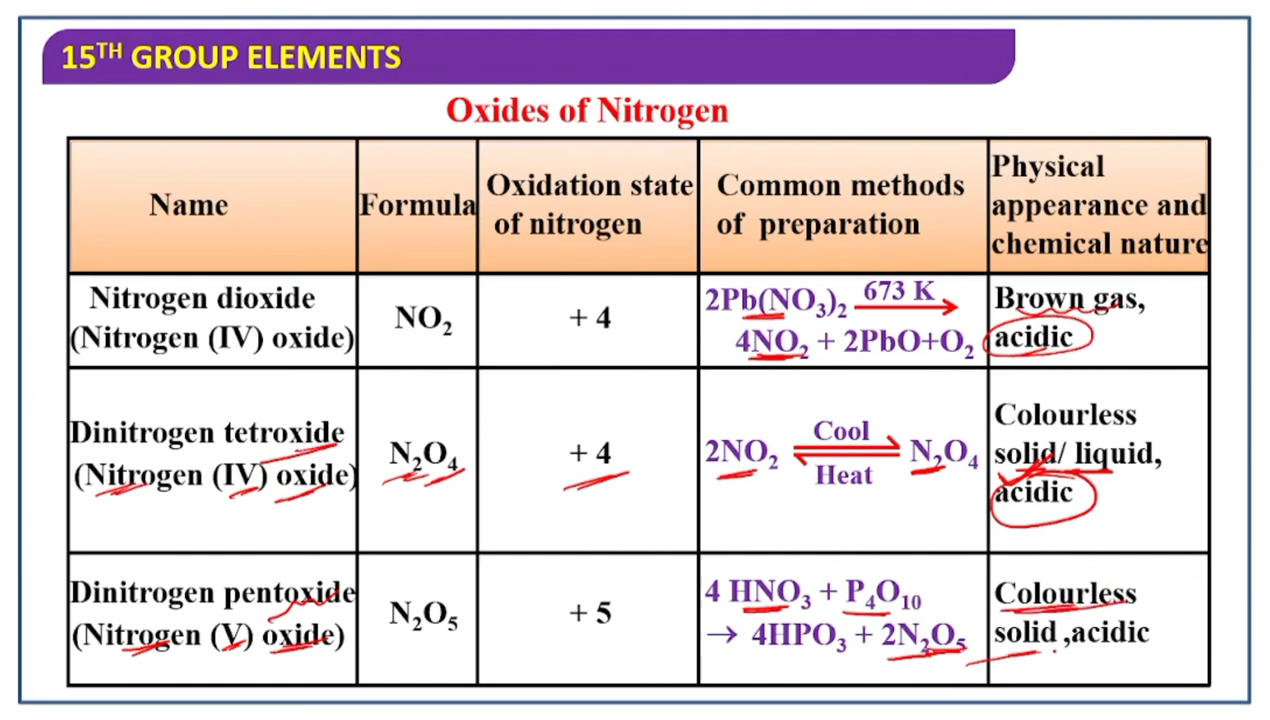 15TH GROUP ELEMENTS
Oxides of Nitrogen
Name
Formula
Oxidation state
of nitrogen
Common methods
of preparation
Physical
appearance and
chemical nature
Nitrogen dioxide
(Nitrogen (IV) oxide)
NO₂
+ 4
2Pb(NO₃)₂ 673 K →
4NO₂ + 2PbO+O₂
Brown gas,
acidic
Dinitrogen tetroxide
(Nitrogen (IV) oxide)
N₂O₄
+ 4
Cool
2NO₂ ⇌ N₂O₄
Heat
Colourless
solid/ liquid,
acidic
Dinitrogen pentoxide
(Nitrogen (V) oxide)
N₂O₅
+ 5
4 HNO₃ + P₄O₁₀
→ 4HPO₃ + 2N₂O₅
Colourless
solid ,acidic